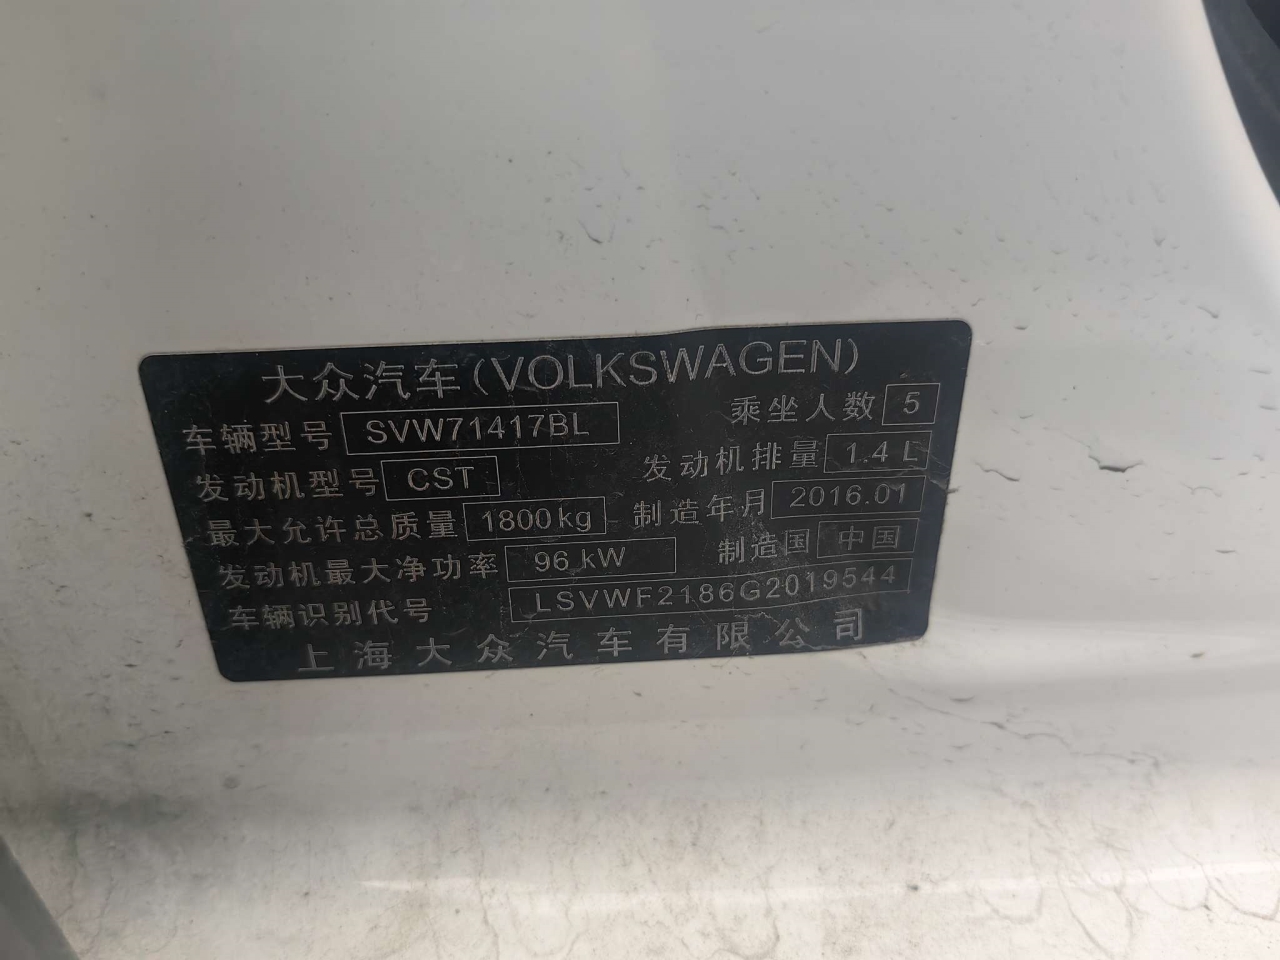 大众汽车(VOLKSWAGEN)
车辆型号 SVW71417BL 乘坐人数 5
发动机型号 CST 发动机排量 1.4 L
最大允许总质量 1800kg 制造年月 2016.01
发动机最大净功率 96 kW 制造国 中国
车辆识别代号 LSVWF2186G2019544
上海大众汽车有限公司